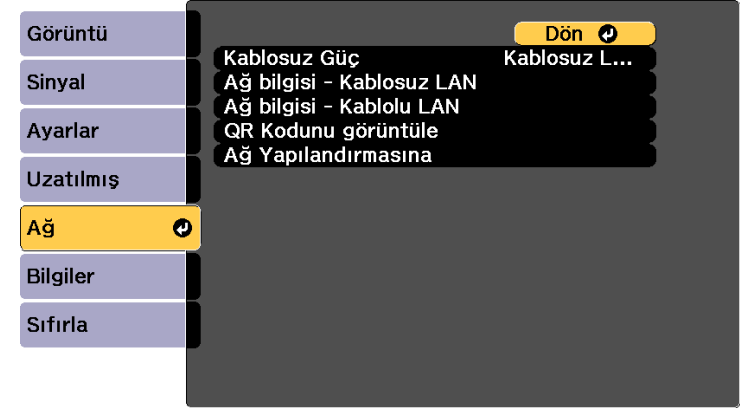 Görüntü
Sinyal
Ayarlar
Uzatılmış
Ağ
Bilgiler
Sıfırla
Dön
Kablosuz Güç Kablosuz L...
Ağ bilgisi - Kablosuz LAN
Ağ bilgisi - Kablolu LAN
QR Kodunu görüntüle
Ağ Yapılandırmasına